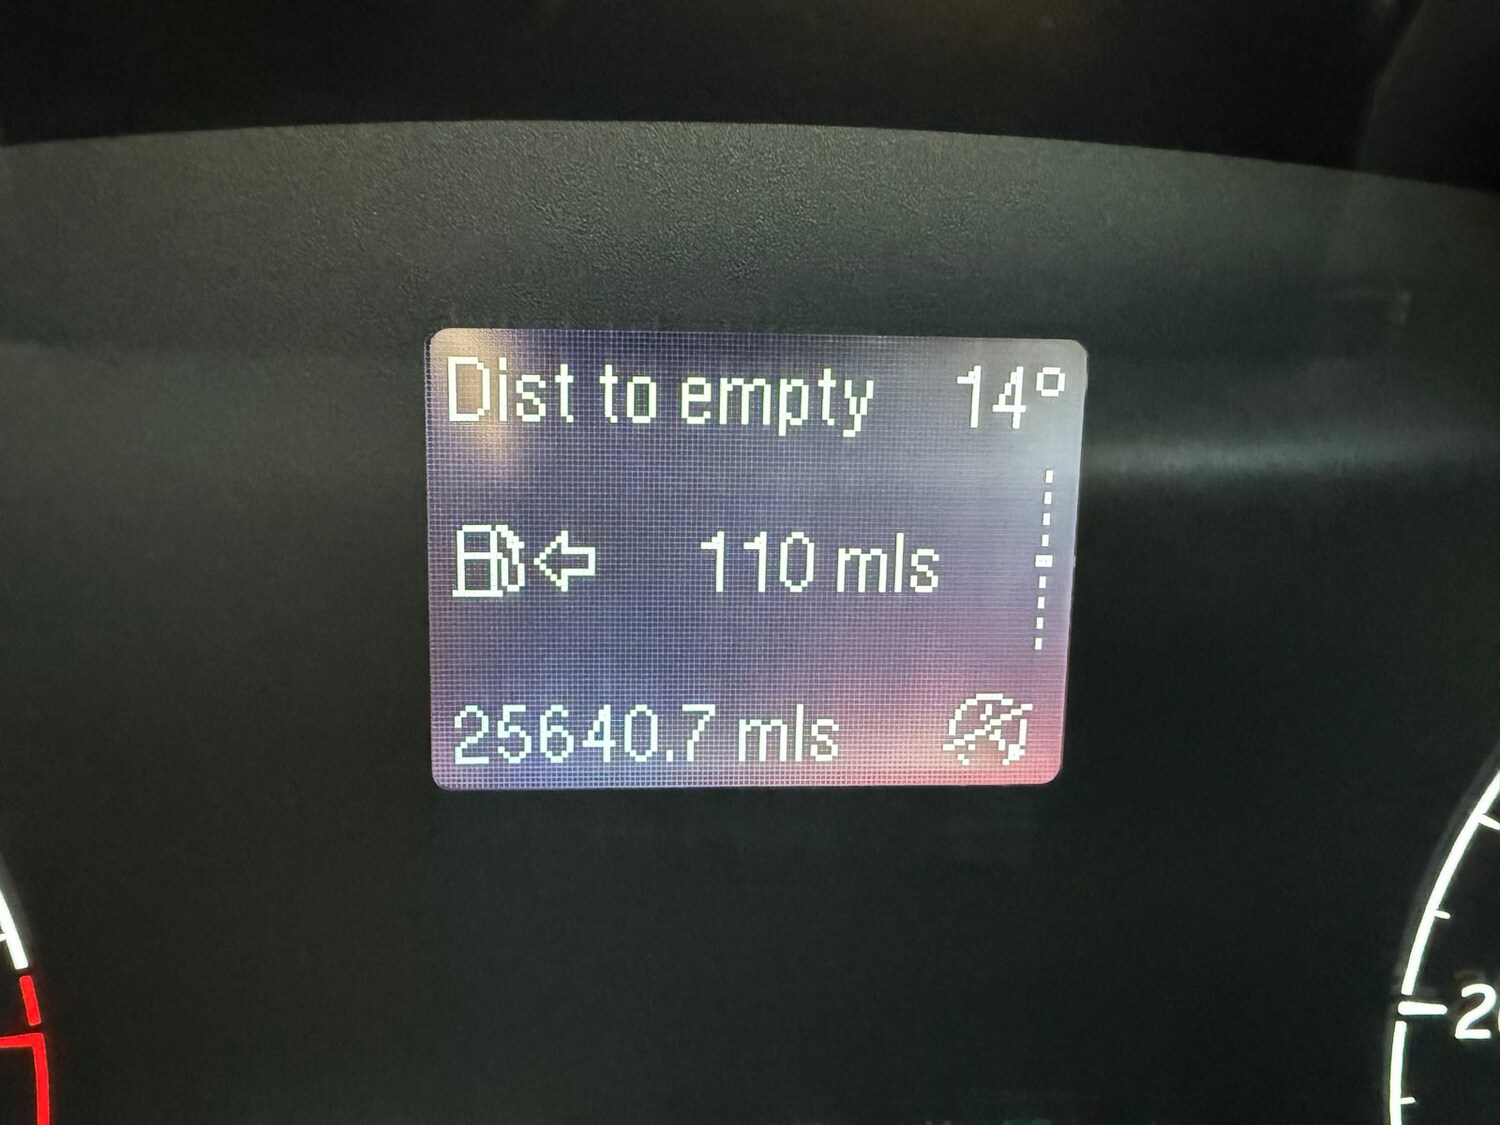 Dist to empty 14°
110 mls
25640.7 mls